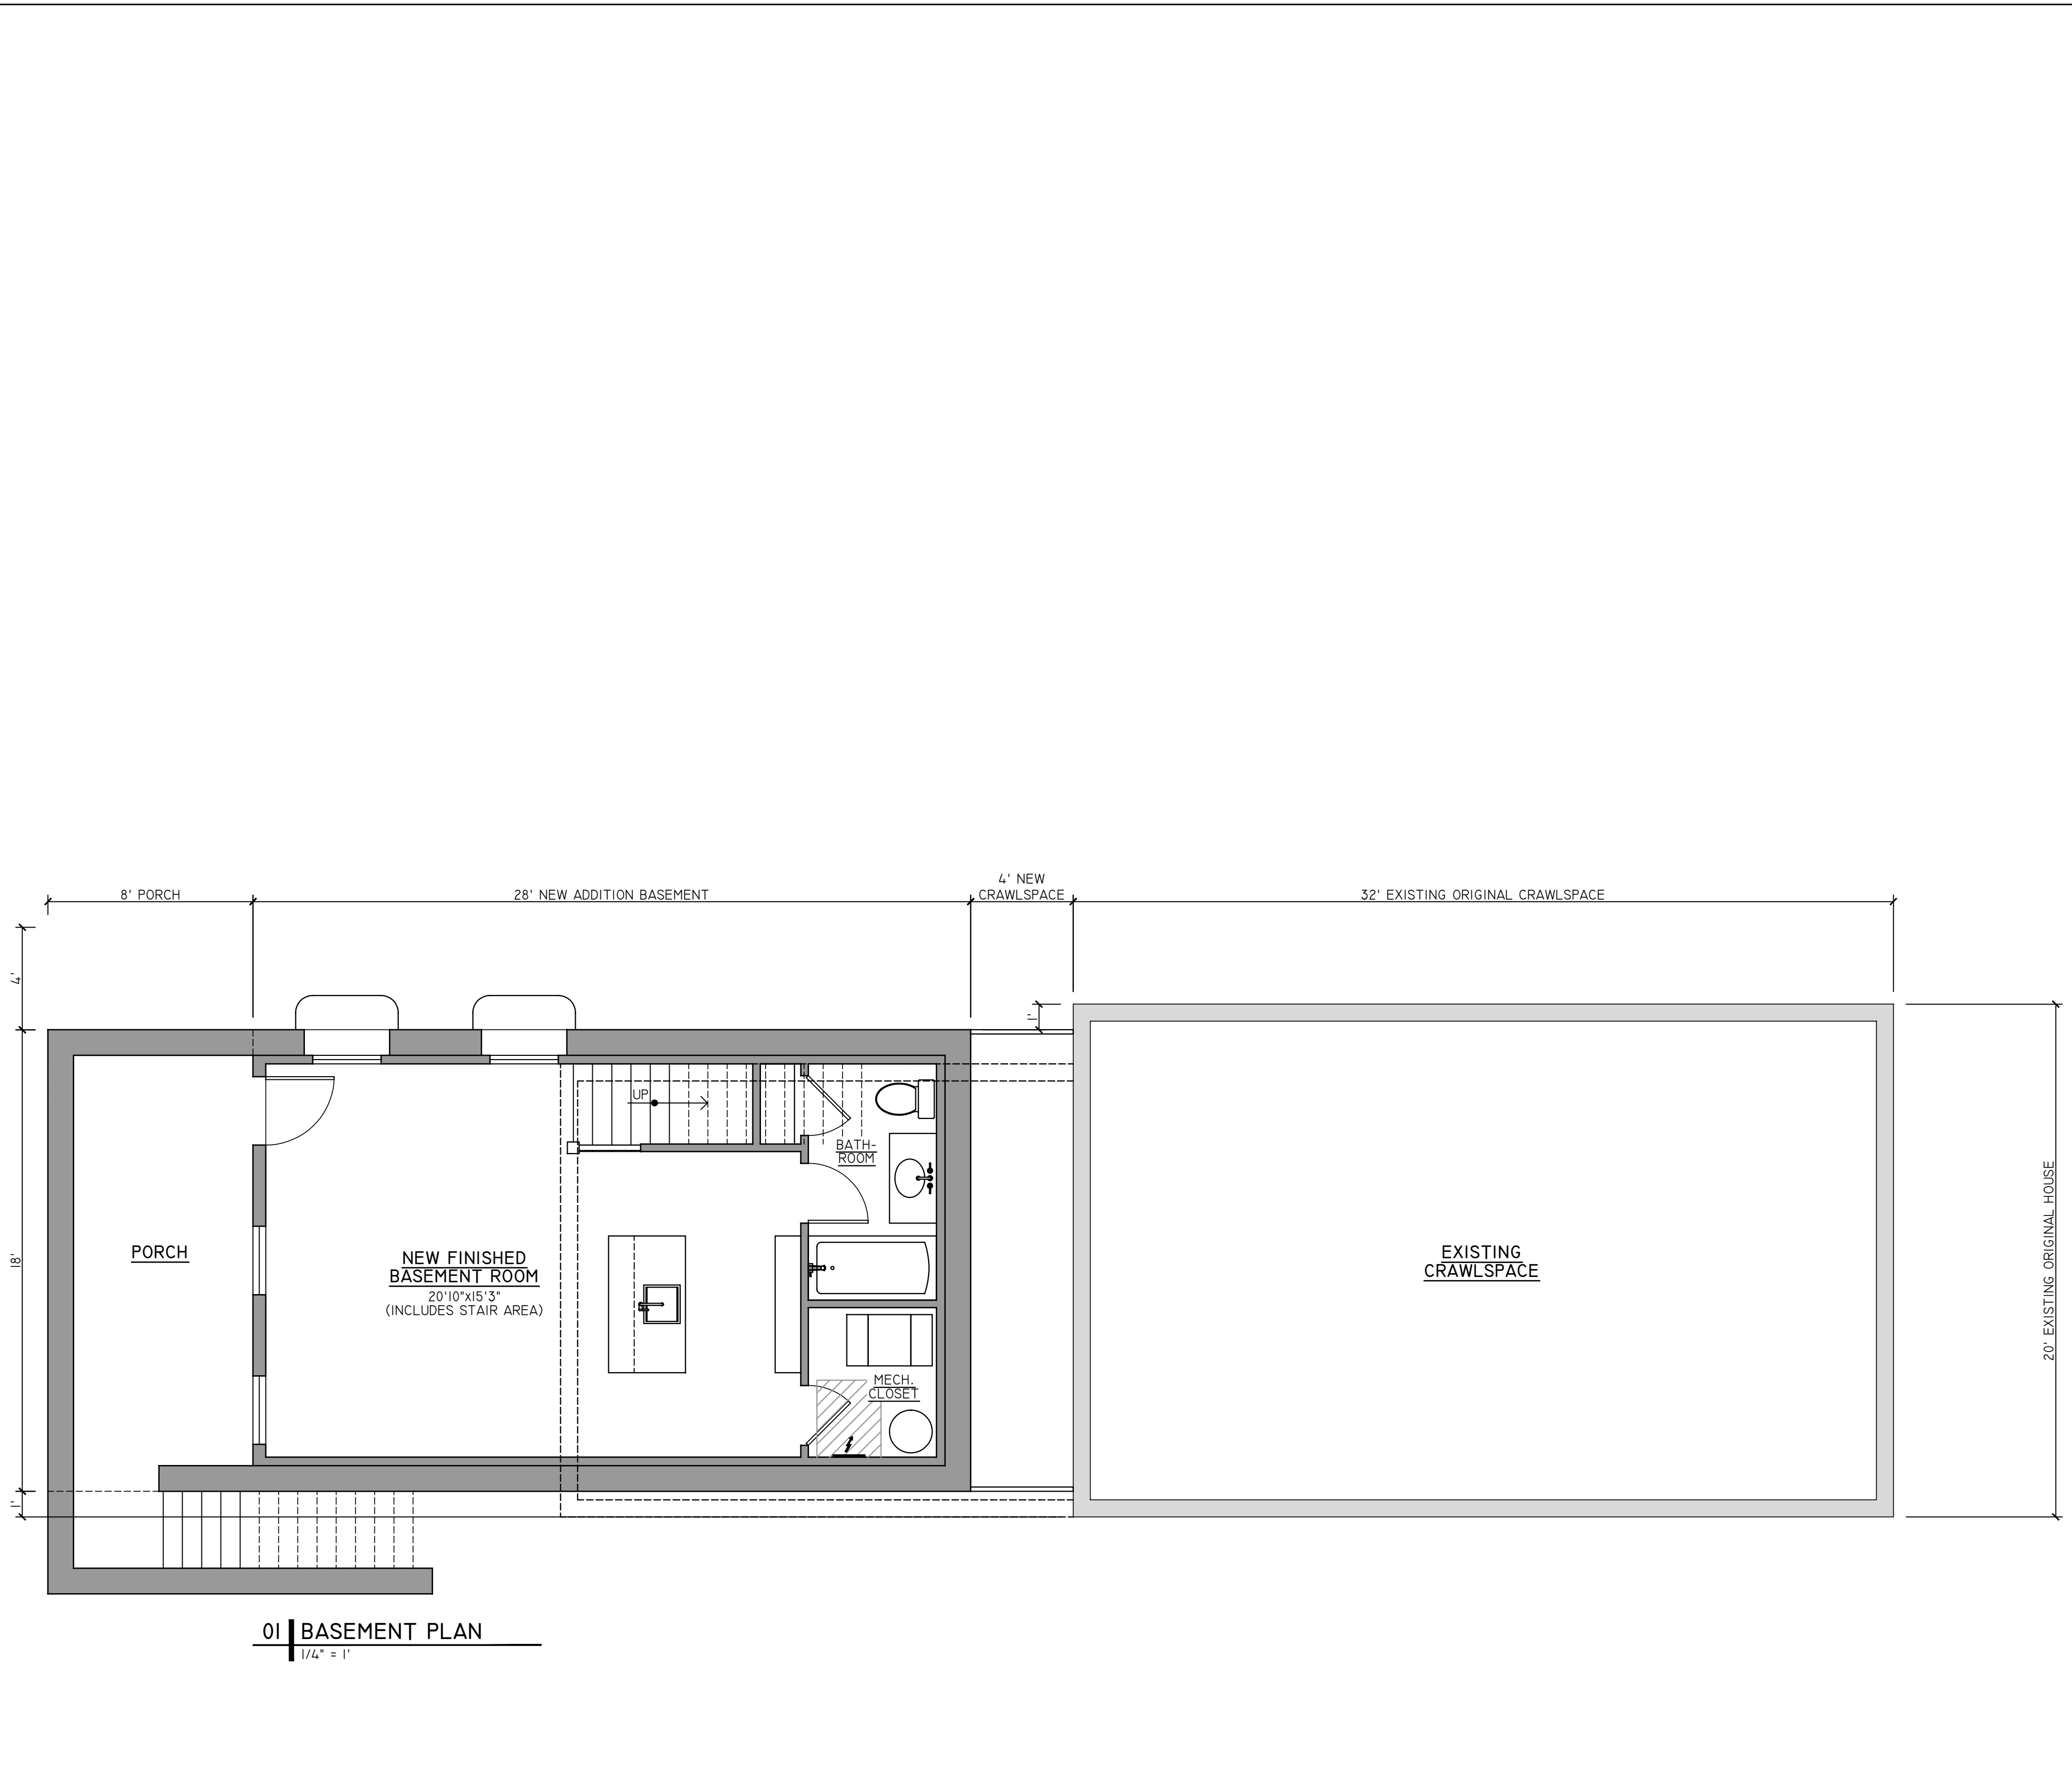 4' NEW
8' PORCH
28' NEW ADDITION BASEMENT
CRAWLSPACE
32' EXISTING ORIGINAL CRAWLSPACE
4'
1'
UP
BATH-
ROOM
18'
PORCH
NEW FINISHED
BASEMENT ROOM
20'10"x15'3"
(INCLUDES STAIR AREA)
EXISTING
CRAWLSPACE
20' EXISTING ORIGINAL HOUSE
MECH.
CLOSET
1'
01 BASEMENT PLAN
1/4" = 1'